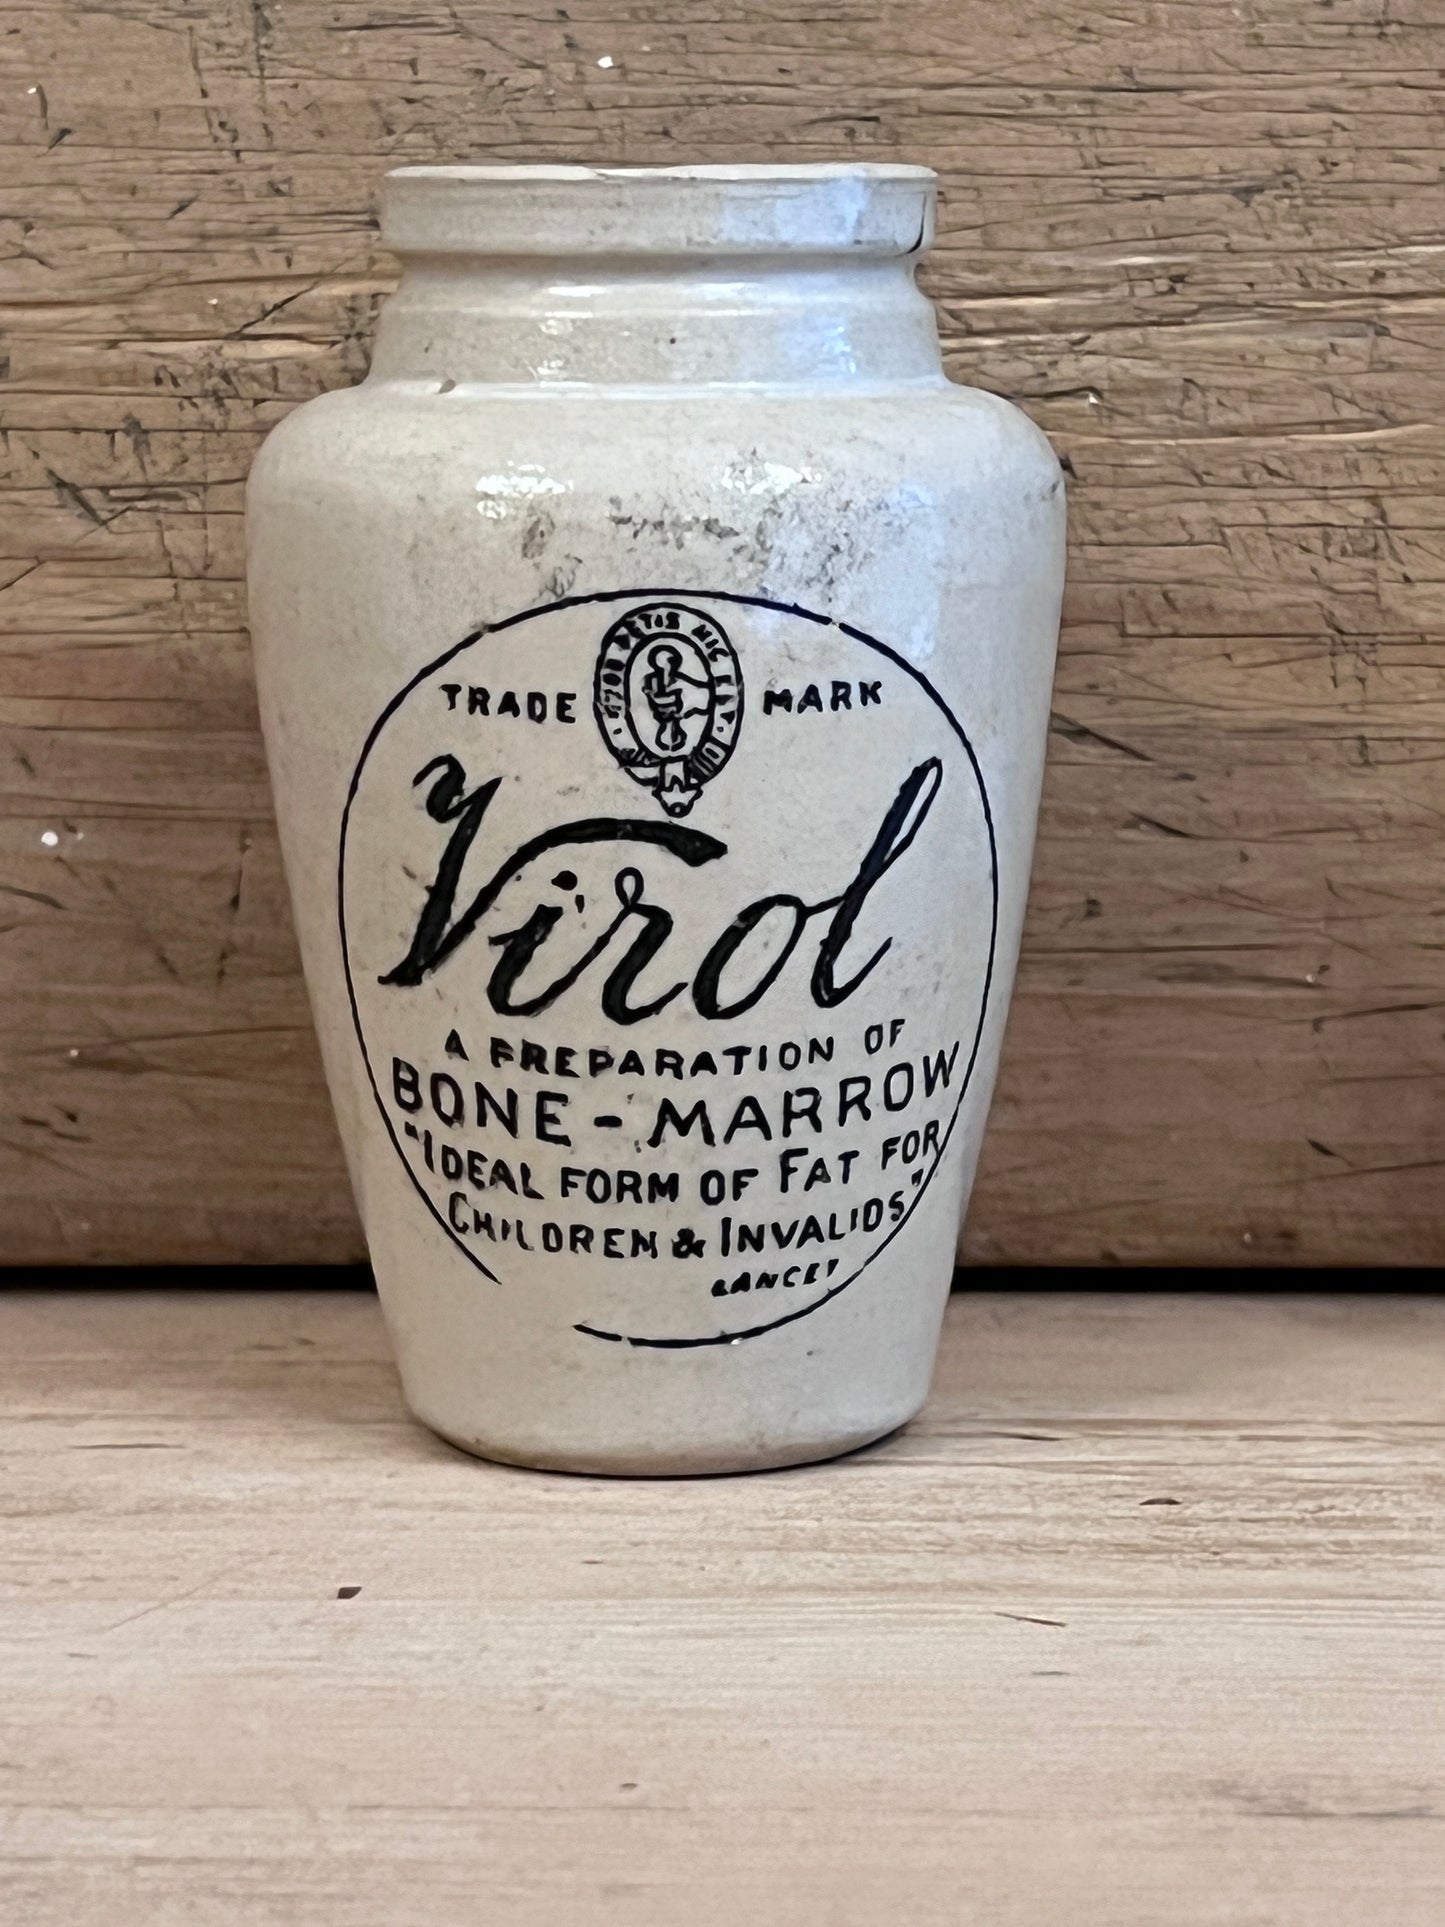 TRADE MARK
Virol
A PREPARATION OF
BONE-MARROW
"IDEAL FORM OF FAT FOR
CHILDREN & INVALIDS"
LANCET